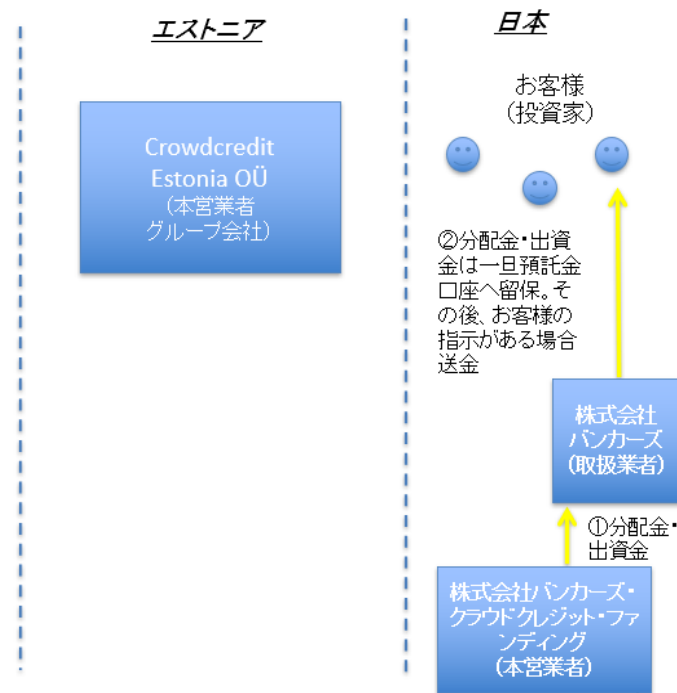 エストニア
日本
お客様
(投資家)
Crowdcredit
Estonia OÜ
(本営業者
グループ会社)
②分配金・出資
金は一旦預託金
口座へ留保。そ
の後、お客様の
指示がある場合
送金
株式会社
バンカーズ
(取扱業者)
①分配金・
出資金
株式会社バンカーズ・
クラウドクレジット・ファ
ンディング
(本営業者)